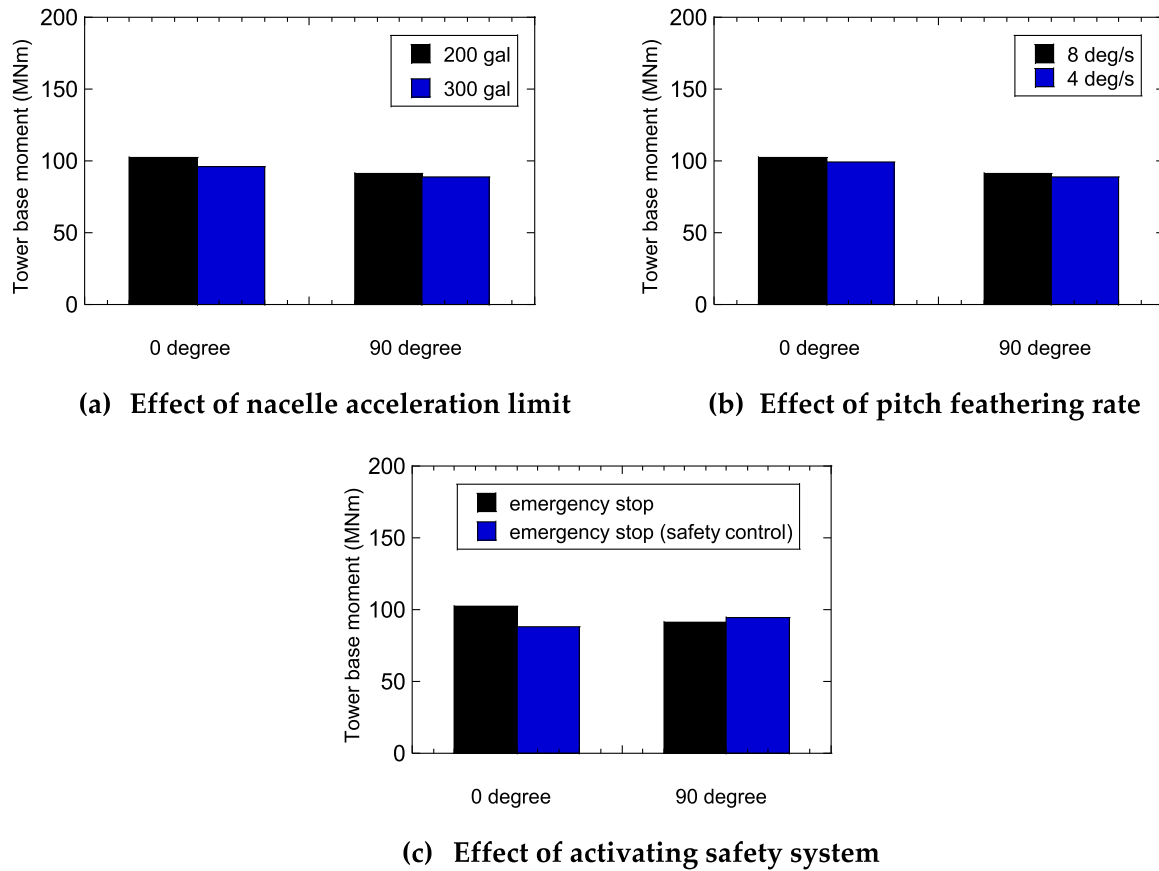 Tower base moment (MNm)
200
150
100
50
0
200 gal
300 gal
0 degree
90 degree
(a) Effect of nacelle acceleration limit
Tower base moment (MNm)
200
150
100
50
0
8 deg/s
4 deg/s
0 degree
90 degree
(b) Effect of pitch feathering rate
Tower base moment (MNm)
200
150
100
50
0
emergency stop
emergency stop (safety control)
0 degree
90 degree
(c) Effect of activating safety system